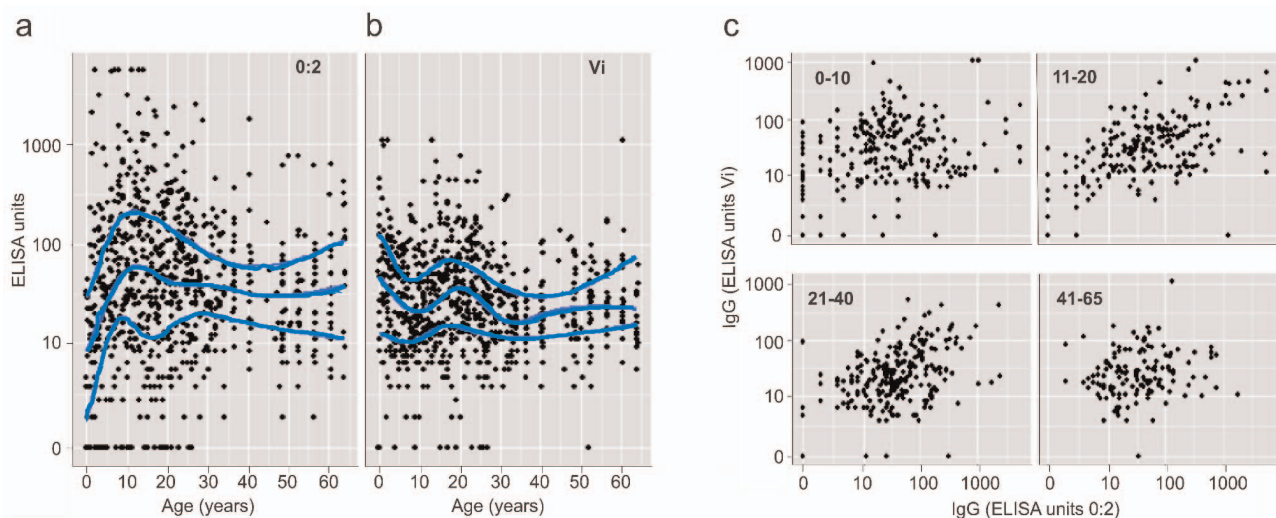 a
b
c
0:2
Vi
ELISA units
1000
100
10
0
0 10 20 30 40 50 60
0 10 20 30 40 50 60
Age (years)
Age (years)
0-10
11-20
21-40
41-65
IgG (ELISA units Vi)
1000
100
10
0
1000
100
10
0
0 10 100 1000
0 10 100 1000
IgG (ELISA units 0:2)